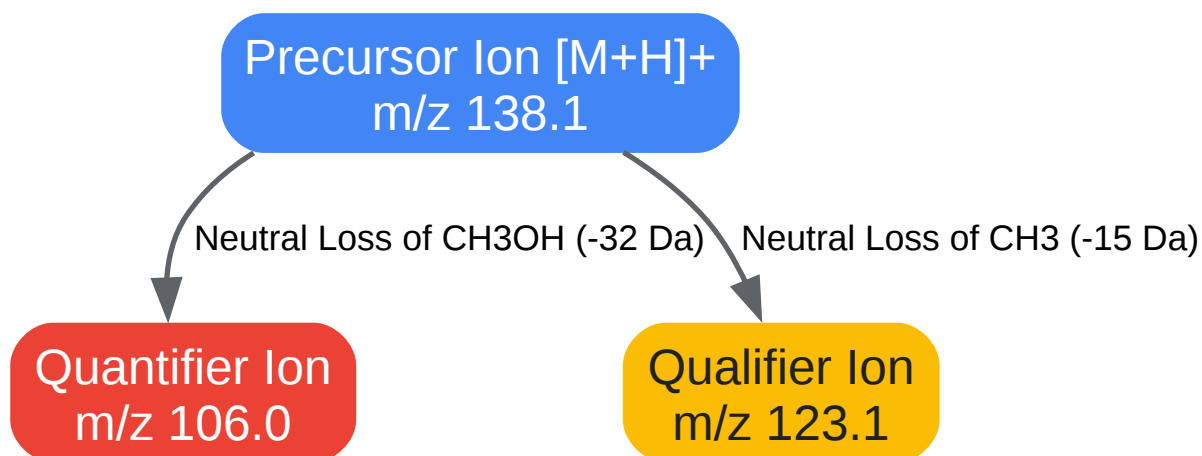 Precursor Ion [M+H]+
m/z 138.1
Neutral Loss of CH3OH (-32 Da)
Neutral Loss of CH3 (-15 Da)
Quantifier Ion
m/z 106.0
Qualifier Ion
m/z 123.1